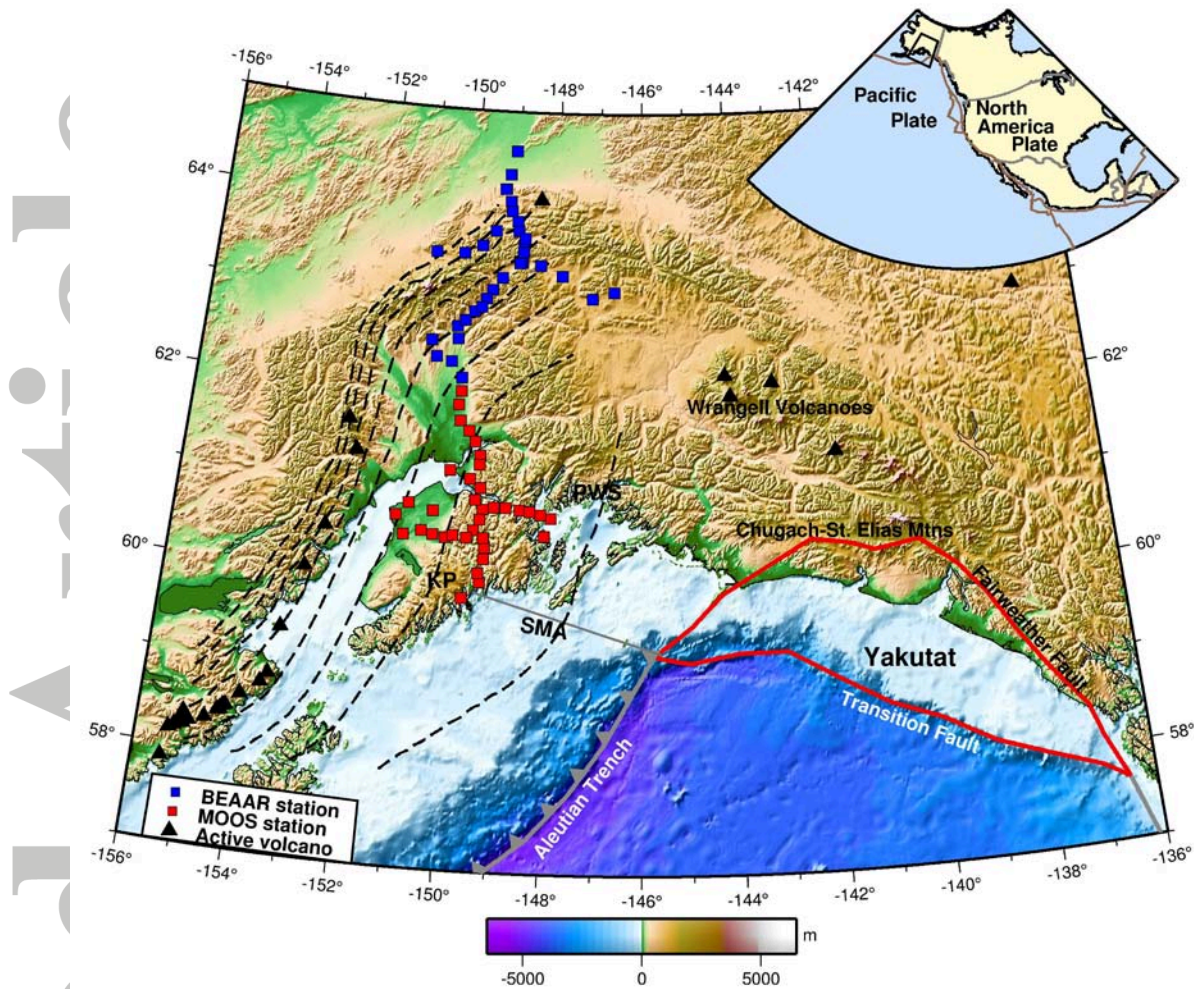 -156°
-154°
-152°
-150°
-148°
-146°
-144°
-142°
Pacific
Plate
North
America
Plate
64°
62°
62°
Wrangell Volcanoes
PWS
Chugach-St. Elias Mtns
60°
60°
KP
Fairweather Fault
SMA
Yakutat
Transition Fault
58°
58°
Aleutian Trench
BEAAR station
MOOS station
Active volcano
-156°
-154°
-152°
-150°
-148°
-146°
-144°
-142°
-140°
-138°
-136°
m
-5000
0
5000